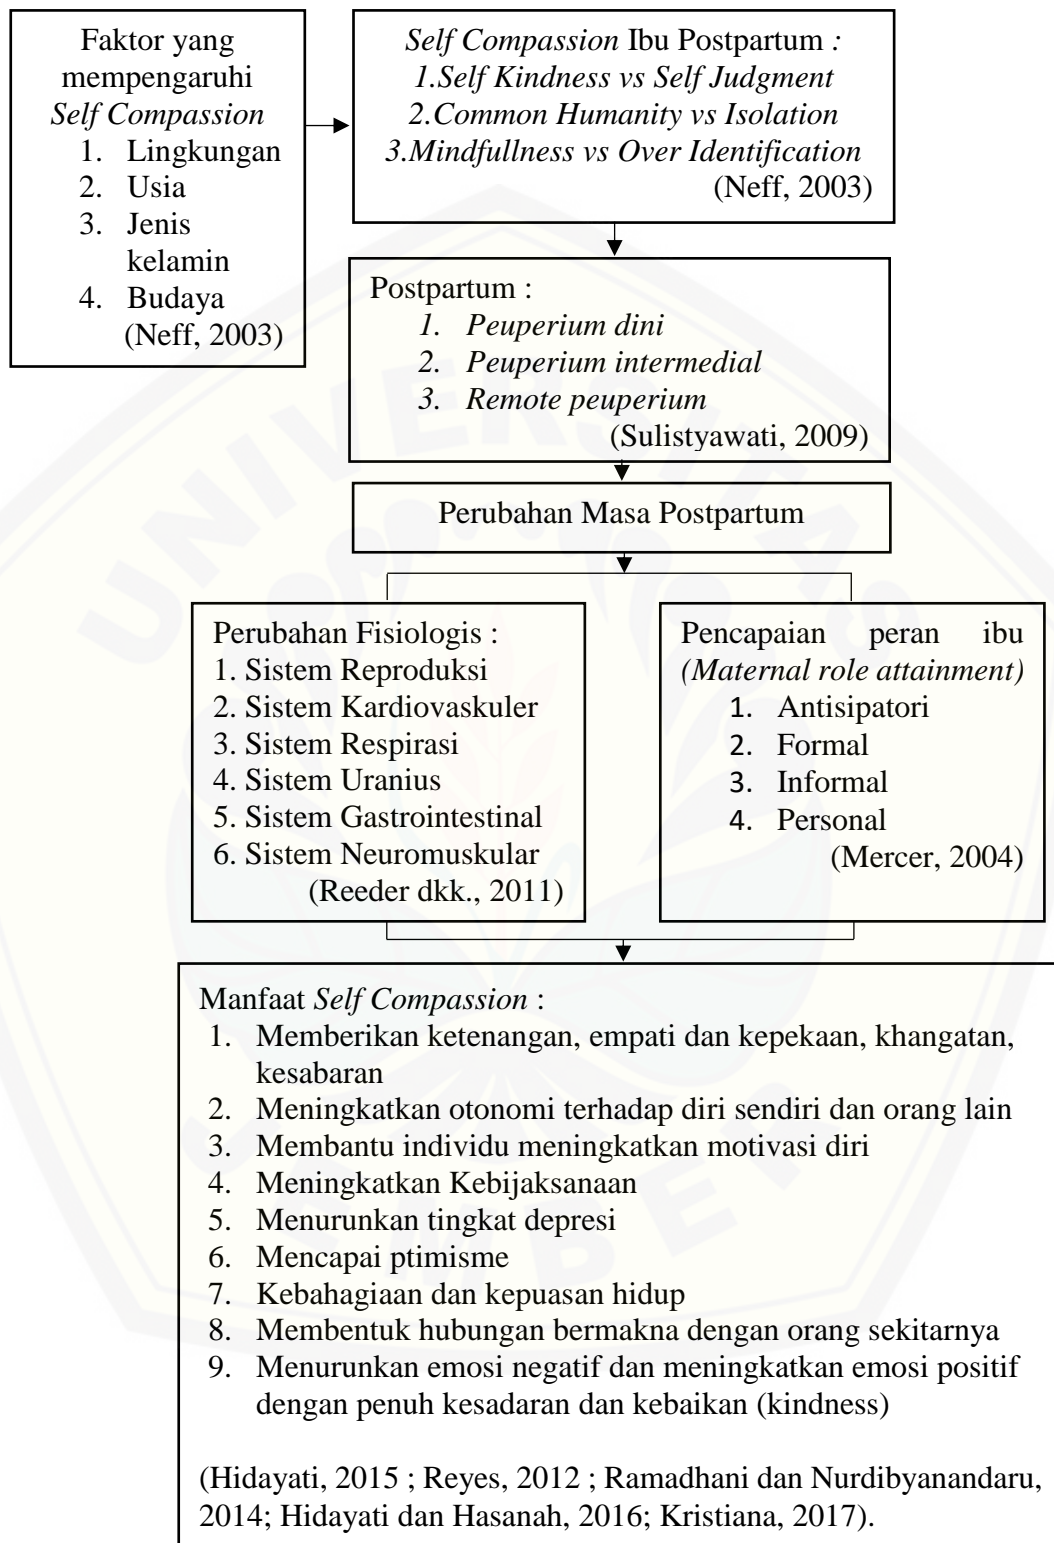 Faktor yang
mempengaruhi
Self Compassion
1. Lingkungan
2. Usia
3. Jenis
kelamin
4. Budaya
(Neff, 2003)
Self Compassion Ibu Postpartum :
1.Self Kindness vs Self Judgment
2.Common Humanity vs Isolation
3.Mindfullness vs Over Identification
(Neff, 2003)
Postpartum :
1. Peuperium dini
2. Peuperium intermedial
3. Remote peuperium
(Sulistyawati, 2009)
Perubahan Masa Postpartum
Perubahan Fisiologis :
1. Sistem Reproduksi
2. Sistem Kardiovaskuler
3. Sistem Respirasi
4. Sistem Uranius
5. Sistem Gastrointestinal
6. Sistem Neuromuskular
(Reeder dkk., 2011)
Pencapaian peran ibu
(Maternal role attainment)
1. Antisipatori
2. Formal
3. Informal
4. Personal
(Mercer, 2004)
Manfaat Self Compassion :
1. Memberikan ketenangan, empati dan kepekaan, khangatan,
kesabaran
2. Meningkatkan otonomi terhadap diri sendiri dan orang lain
3. Membantu individu meningkatkan motivasi diri
4. Meningkatkan Kebijaksanaan
5. Menurunkan tingkat depresi
6. Mencapai ptimisme
7. Kebahagiaan dan kepuasan hidup
8. Membentuk hubungan bermakna dengan orang sekitarnya
9. Menurunkan emosi negatif dan meningkatkan emosi positif
dengan penuh kesadaran dan kebaikan (kindness)
(Hidayati, 2015 ; Reyes, 2012 ; Ramadhani dan Nurdibyanandaru,
2014; Hidayati dan Hasanah, 2016; Kristiana, 2017).
UNIVERSITAS
JEMBER